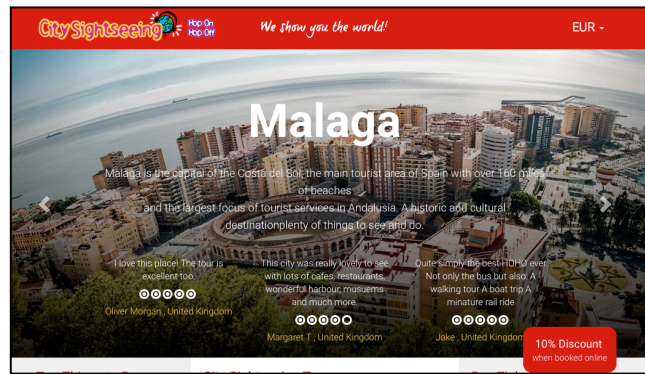 City Sightseeing
Hop On
Hop Off
We show you the world!
EUR
Malaga
Malaga is the capital of the Costa del Sol, the main tourist area of Spain with over 160 miles
of beaches
and the largest focus of tourist services in Andalusia. A historic and cultural
destinationplenty of things to see and do.
I love this place! The tour is
excellent too.
Oliver Morgan , United Kingdom
This city was really lovely to see
with lots of cafes, restaurants,
wonderful harbour, musuems
and much more.
Margaret T , United Kingdom
Quite simply the best HOHO ever
Not only the bus but also: A
walking tour A boat trip A
minature rail ride
Jake , United Kingdom
10% Discount
when booked online